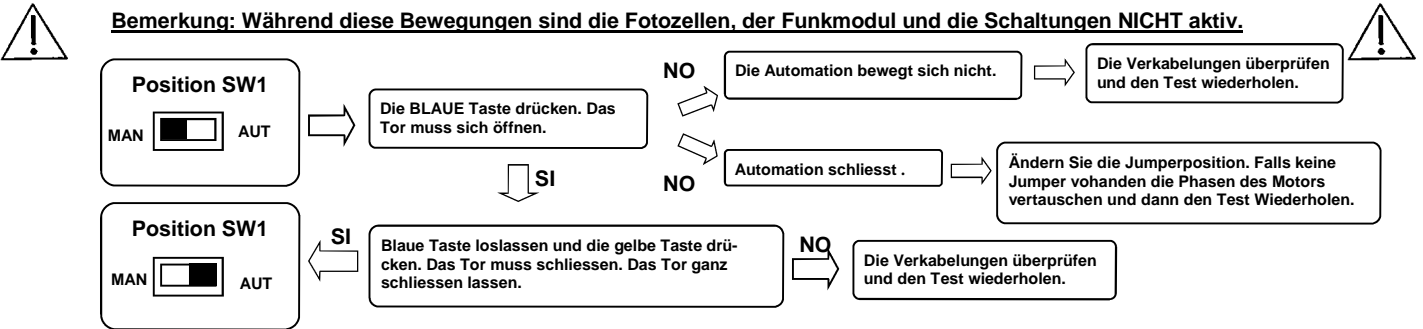 Bemerkung: Während diese Bewegungen sind die Fotozellen, der Funkmodul und die Schaltungen NICHT aktiv.
Position SW1
MAN
AUT
Die BLAUE Taste drücken. Das
Tor muss sich öffnen.
NO
Die Automation bewegt sich nicht.
Die Verkabelungen überprüfen
und den Test wiederholen.
NO
Automation schliesst .
Ändern Sie die Jumperposition. Falls keine
Jumper vohanden die Phasen des Motors
vertauschen und dann den Test Wiederholen.
SI
Position SW1
MAN
AUT
SI
Blaue Taste loslassen und die gelbe Taste drü-
cken. Das Tor muss schliessen. Das Tor ganz
schliessen lassen.
NO
Die Verkabelungen überprüfen
und den Test wiederholen.